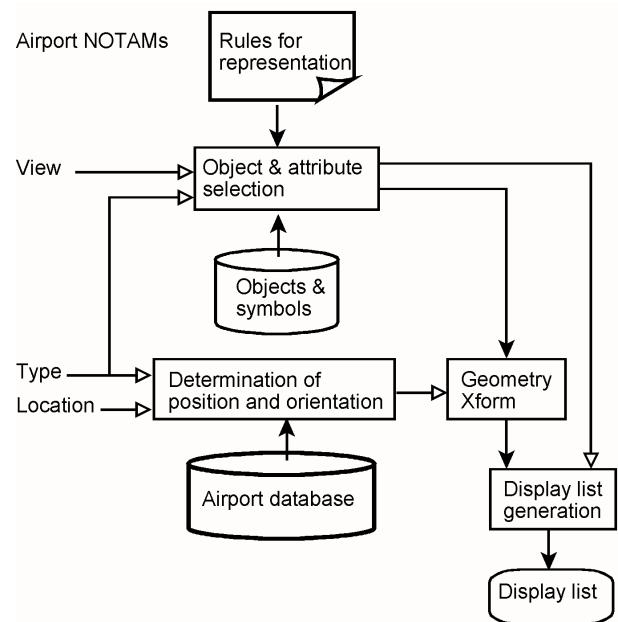 Airport NOTAMs
Rules for
representation
View
Object & attribute
selection
Objects &
symbols
Type
Location
Determination of
position and orientation
Geometry
Xform
Airport database
Display list
generation
Display list